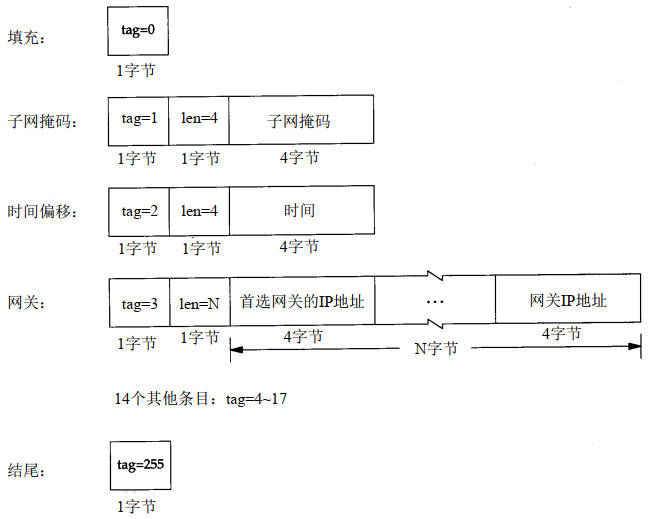 填充：
tag=0
1字节
子网掩码：
tag=1 len=4 子网掩码
1字节 1字节 4字节
时间偏移：
tag=2 len=4 时间
1字节 1字节 4字节
网关：
tag=3 len=N 首选网关的IP地址 … 网关IP地址
1字节 1字节 4字节 4字节
N字节
14个其他条目：tag=4~17
结尾：
tag=255
1字节